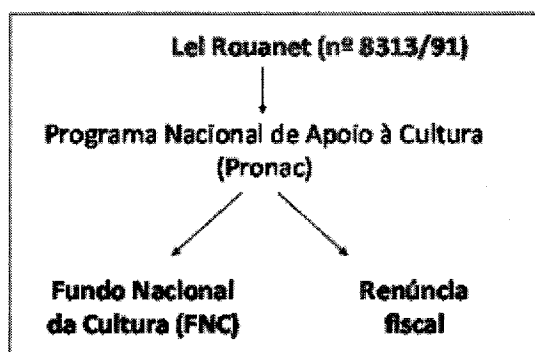 Lei Rouanet (nº 8313/91)
Programa Nacional de Apoio à Cultura
(Pronac)
Fundo Nacional
da Cultura (FNC)
Renúncia
fiscal